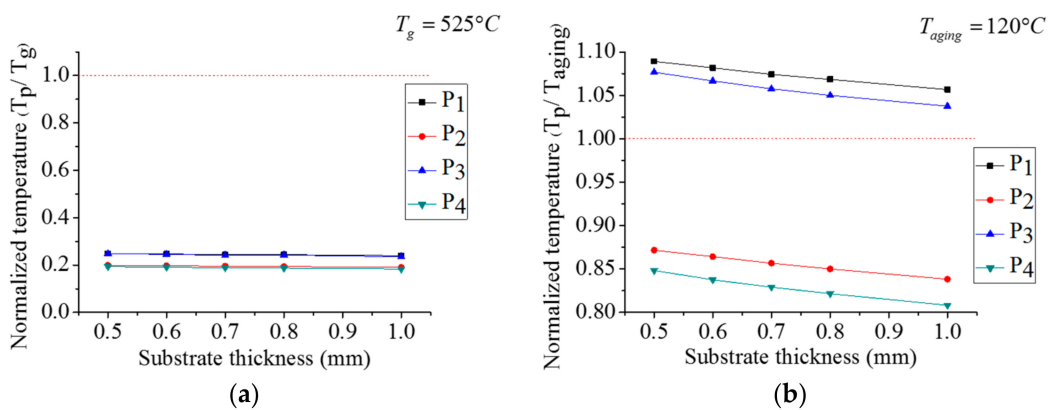 T_g = 525°C
Normalized temperature (T_p/ T_g)
1.0
0.8
0.6
0.4
0.2
0.0
P1
P2
P3
P4
0.5 0.6 0.7 0.8 0.9 1.0
Substrate thickness (mm)
(a)
T_aging = 120°C
Normalized temperature (T_p/ T_aging)
1.10
1.05
1.00
0.95
0.90
0.85
0.80
P1
P2
P3
P4
0.5 0.6 0.7 0.8 0.9 1.0
Substrate thickness (mm)
(b)